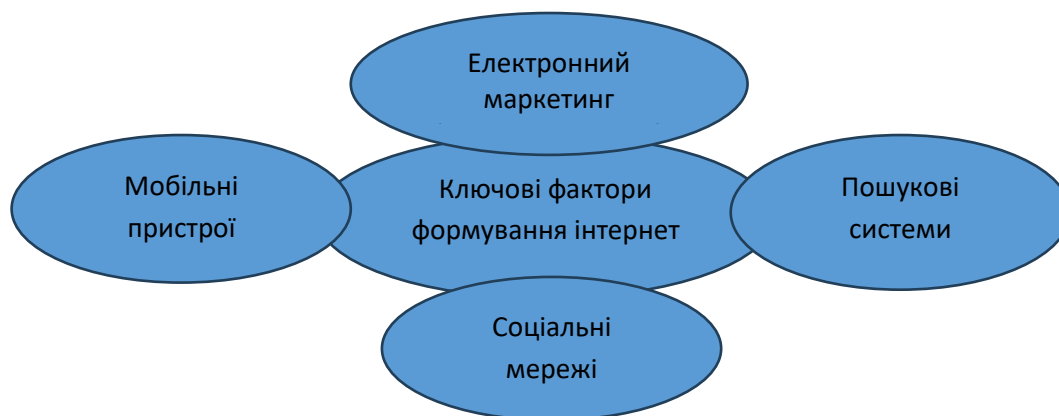 Електронний
маркетинг
Мобільні
пристрої
Ключові фактори
формування інтернет
Пошукові
системи
Соціальні
мережі